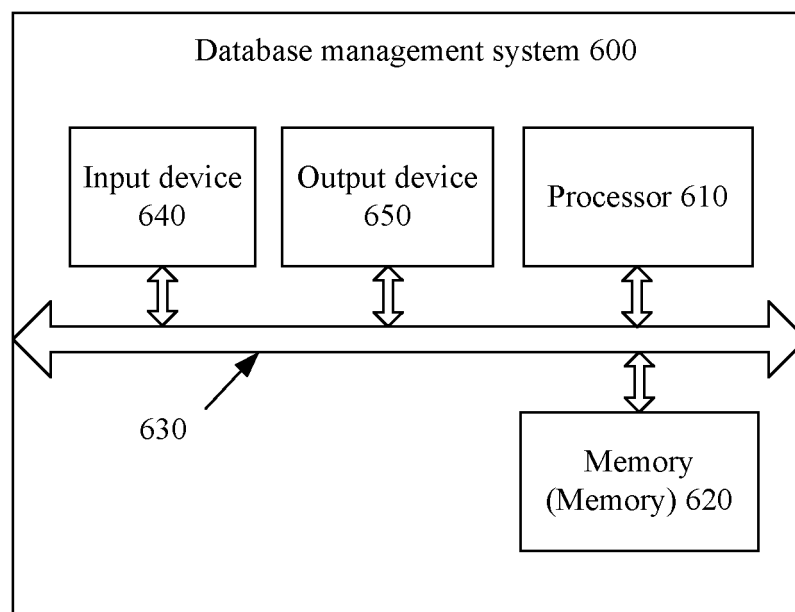 Database management system 600
Input device
640
Output device
650
Processor 610
630
Memory
(Memory) 620